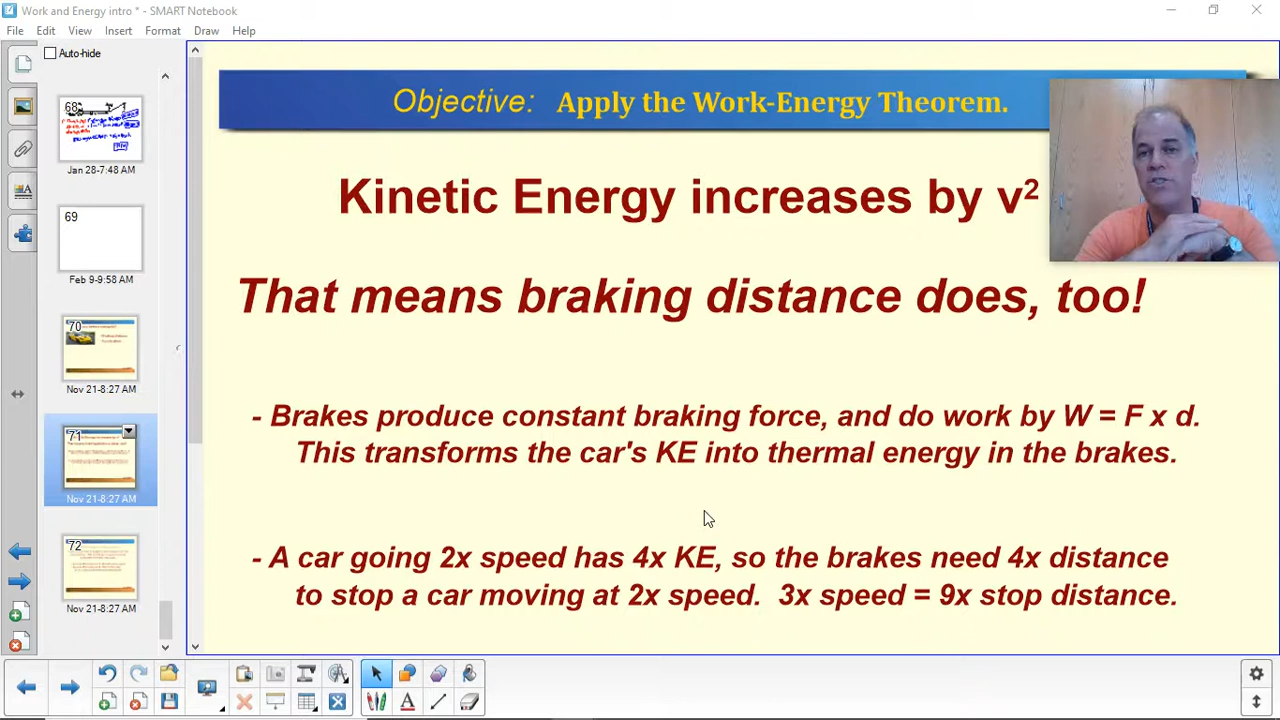 Work and Energy intro * - SMART Notebook
File Edit View Insert Format Draw Help
Auto-hide
68
Jan 28-7:48 AM
69
Feb 9-9:58 AM
70
Nov 21-8:27 AM
71
Nov 21-8:27 AM
72
Nov 21-8:27 AM
Objective: Apply the Work-Energy Theorem.
Kinetic Energy increases by v²
That means braking distance does, too!
- Brakes produce constant braking force, and do work by W = F x d.
This transforms the car's KE into thermal energy in the brakes.
- A car going 2x speed has 4x KE, so the brakes need 4x distance
to stop a car moving at 2x speed. 3x speed = 9x stop distance.